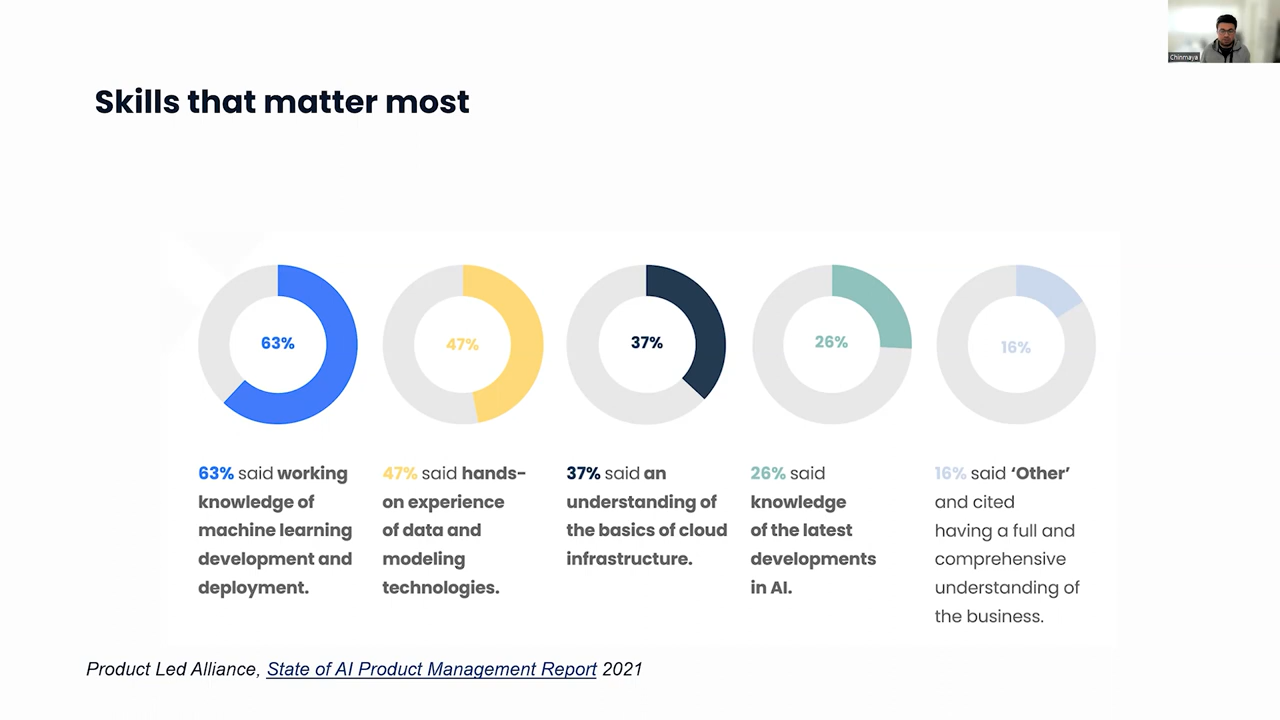 Chinmaya
Skills that matter most
63%
47%
37%
26%
16%
63% said working
knowledge of
machine learning
development and
deployment.
47% said hands-
on experience
of data and
modeling
technologies.
37% said an
understanding of
the basics of cloud
infrastructure.
26% said
knowledge
of the latest
developments
in AI.
16% said ‘Other’
and cited
having a full and
comprehensive
understanding of
the business.
Product Led Alliance, State of AI Product Management Report 2021